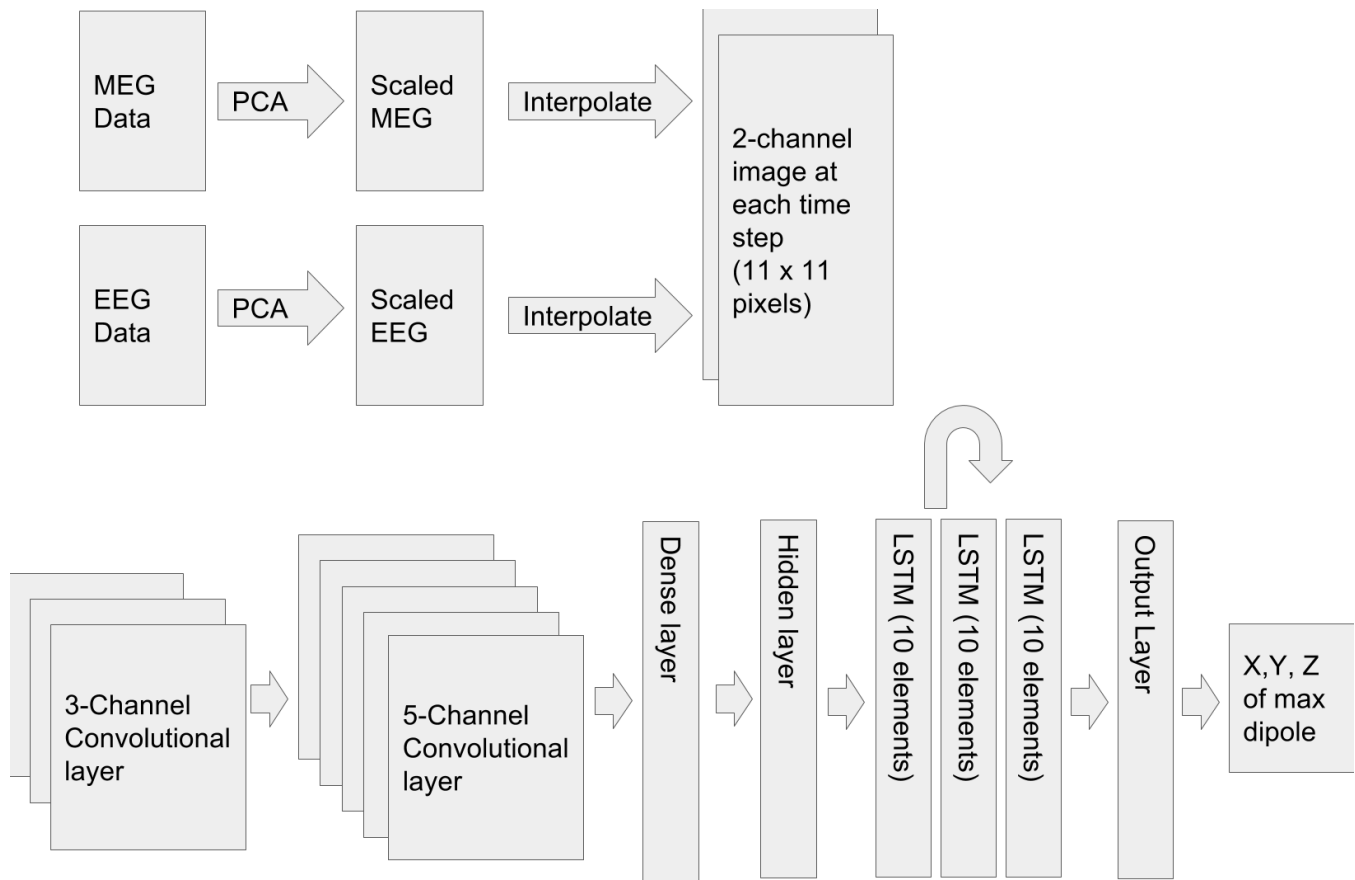 MEG
Data
PCA
Scaled
MEG
Interpolate
2-channel
image at
each time
step
(11 x 11
pixels)
EEG
Data
PCA
Scaled
EEG
Interpolate
3-Channel
Convolutional
layer
5-Channel
Convolutional
layer
Dense layer
Hidden layer
LSTM (10 elements)
LSTM (10 elements)
LSTM (10 elements)
Output Layer
X,Y, Z
of max
dipole